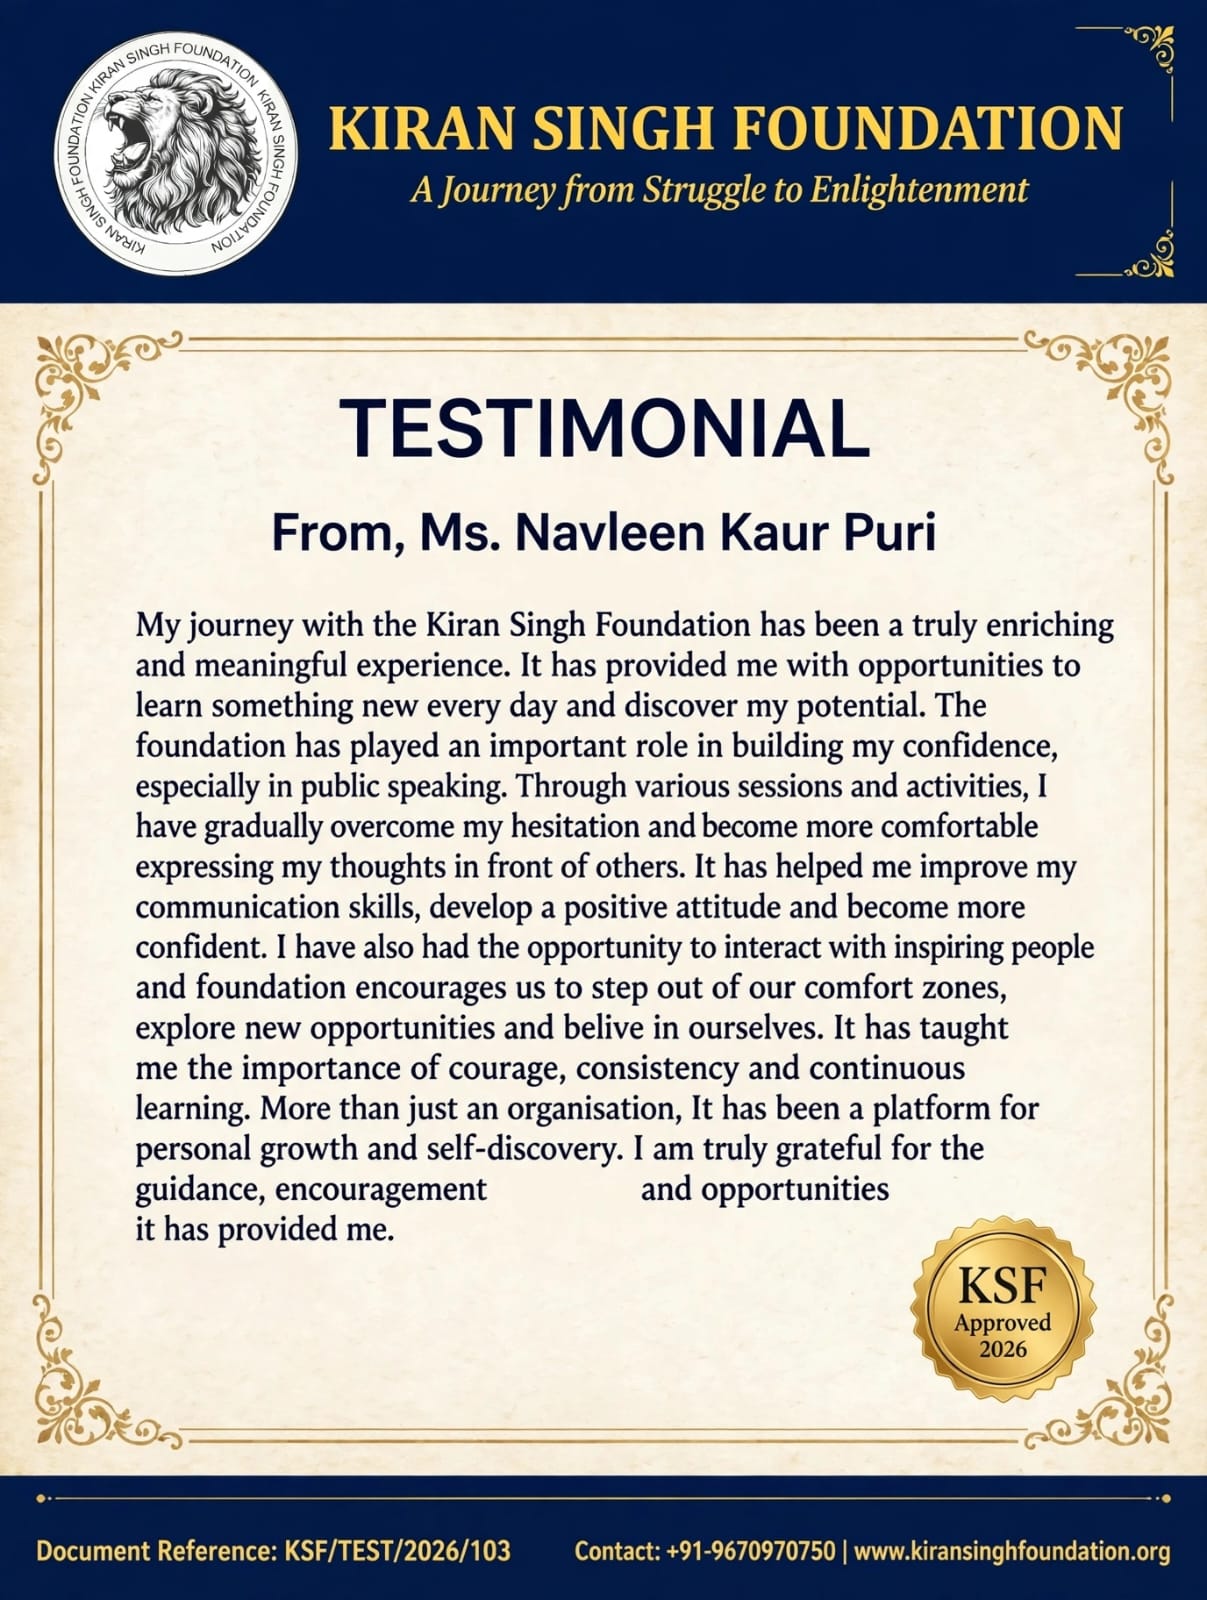 KIRAN SINGH FOUNDATION KIRAN SINGH FOUNDATION KIRAN SINGH FOUNDATION
KIRAN SINGH FOUNDATION
A Journey from Struggle to Enlightenment
TESTIMONIAL
From, Ms. Navleen Kaur Puri
My journey with the Kiran Singh Foundation has been a truly enriching
and meaningful experience. It has provided me with opportunities to
learn something new every day and discover my potential. The
foundation has played an important role in building my confidence,
especially in public speaking. Through various sessions and activities, I
have gradually overcome my hesitation and become more comfortable
expressing my thoughts in front of others. It has helped me improve my
communication skills, develop a positive attitude and become more
confident. I have also had the opportunity to interact with inspiring people
and foundation encourages us to step out of our comfort zones,
explore new opportunities and belive in ourselves. It has taught
me the importance of courage, consistency and continuous
learning. More than just an organisation, It has been a platform for
personal growth and self-discovery. I am truly grateful for the
guidance, encouragement and opportunities
it has provided me.
KSF
Approved
2026
Document Reference: KSF/TEST/2026/103
Contact: +91-9670970750 | www.kiransinghfoundation.org